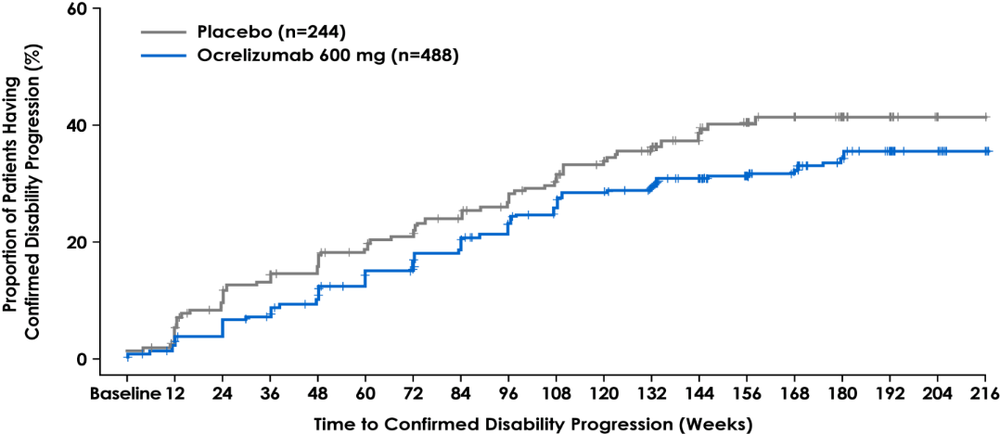 60
40
20
0
Proportion of Patients Having
Confirmed Disability Progression (%)
Placebo (n=244)
Ocrelizumab 600 mg (n=488)
Baseline 12 24 36 48 60 72 84 96 108 120 132 144 156 168 180 192 204 216
Time to Confirmed Disability Progression (Weeks)